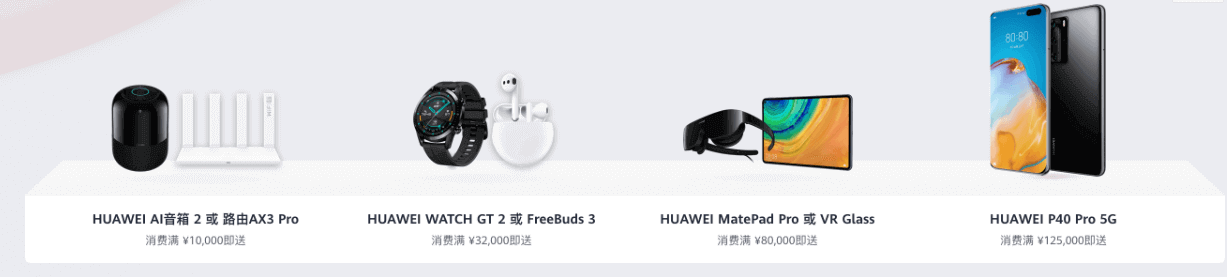 HUAWEI AI音箱 2 或 路由AX3 Pro
消费满 ¥10,000即送
HUAWEI WATCH GT 2 或 FreeBuds 3
消费满 ¥32,000即送
HUAWEI MatePad Pro 或 VR Glass
消费满 ¥80,000即送
08:08
HUAWEI P40 Pro 5G
消费满 ¥125,000即送